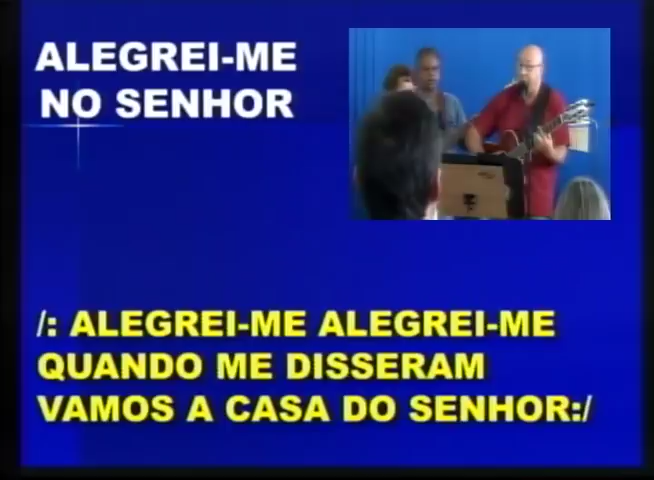 ALEGREI-ME
NO SENHOR
/: ALEGREI-ME ALEGREI-ME
QUANDO ME DISSERAM
VAMOS A CASA DO SENHOR:/